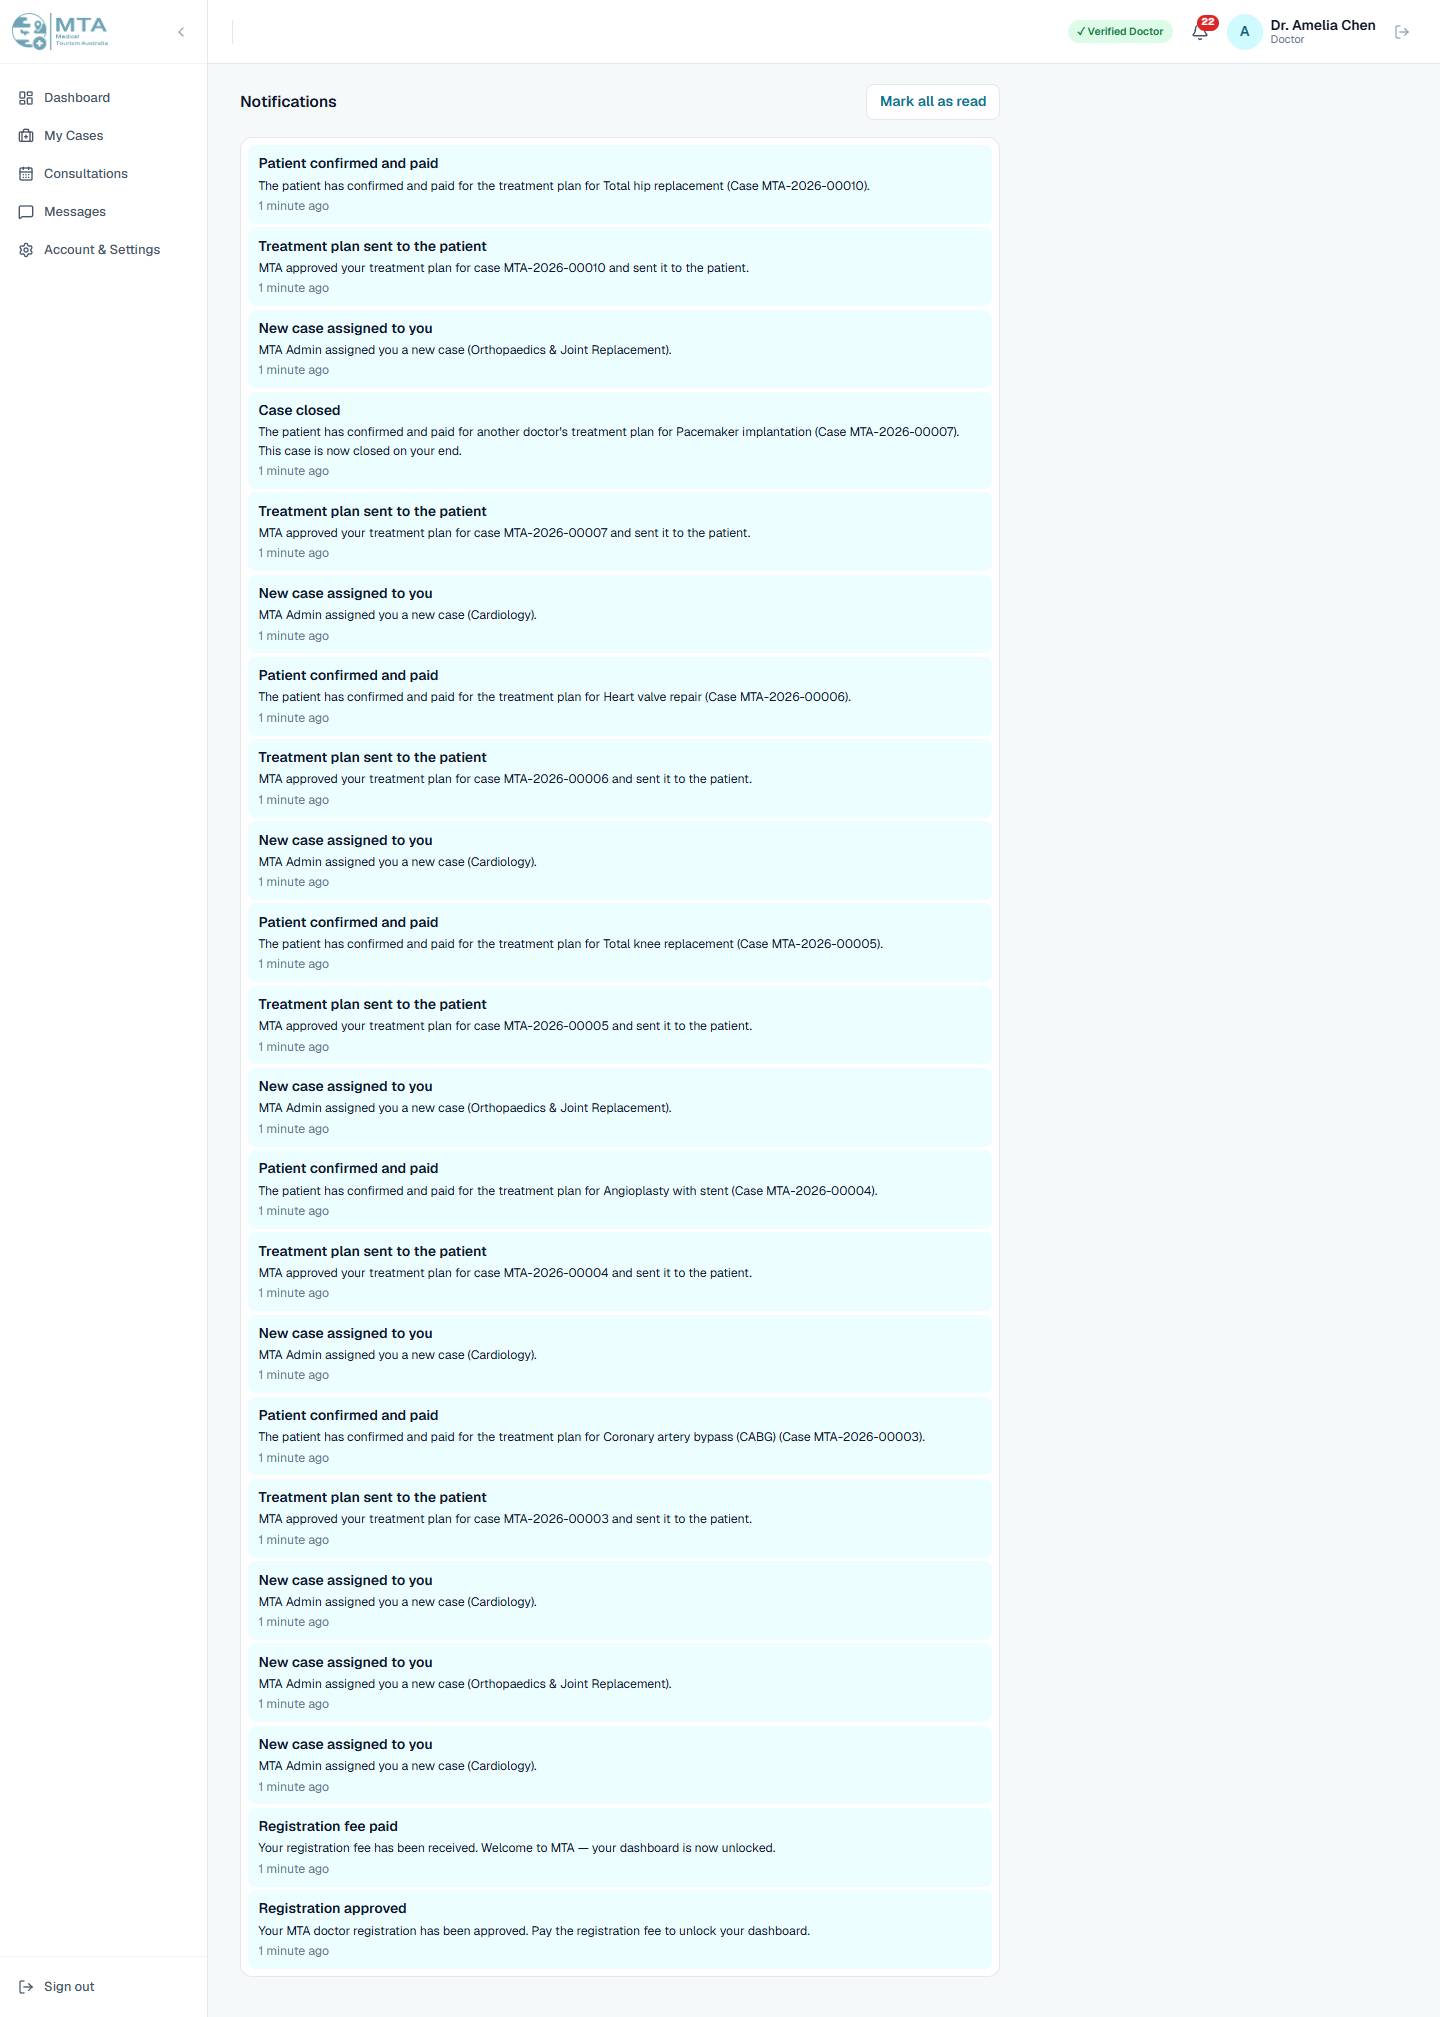 MTA
Medical
Tourism Australia
✓ Verified Doctor
22
A
Dr. Amelia Chen
Doctor
Dashboard
My Cases
Consultations
Messages
Account & Settings
Sign out
Notifications
Mark all as read
Patient confirmed and paid
The patient has confirmed and paid for the treatment plan for Total hip replacement (Case MTA-2026-00010).
1 minute ago
Treatment plan sent to the patient
MTA approved your treatment plan for case MTA-2026-00010 and sent it to the patient.
1 minute ago
New case assigned to you
MTA Admin assigned you a new case (Orthopaedics & Joint Replacement).
1 minute ago
Case closed
The patient has confirmed and paid for another doctor's treatment plan for Pacemaker implantation (Case MTA-2026-00007).
This case is now closed on your end.
1 minute ago
Treatment plan sent to the patient
MTA approved your treatment plan for case MTA-2026-00007 and sent it to the patient.
1 minute ago
New case assigned to you
MTA Admin assigned you a new case (Cardiology).
1 minute ago
Patient confirmed and paid
The patient has confirmed and paid for the treatment plan for Heart valve repair (Case MTA-2026-00006).
1 minute ago
Treatment plan sent to the patient
MTA approved your treatment plan for case MTA-2026-00006 and sent it to the patient.
1 minute ago
New case assigned to you
MTA Admin assigned you a new case (Cardiology).
1 minute ago
Patient confirmed and paid
The patient has confirmed and paid for the treatment plan for Total knee replacement (Case MTA-2026-00005).
1 minute ago
Treatment plan sent to the patient
MTA approved your treatment plan for case MTA-2026-00005 and sent it to the patient.
1 minute ago
New case assigned to you
MTA Admin assigned you a new case (Orthopaedics & Joint Replacement).
1 minute ago
Patient confirmed and paid
The patient has confirmed and paid for the treatment plan for Angioplasty with stent (Case MTA-2026-00004).
1 minute ago
Treatment plan sent to the patient
MTA approved your treatment plan for case MTA-2026-00004 and sent it to the patient.
1 minute ago
New case assigned to you
MTA Admin assigned you a new case (Cardiology).
1 minute ago
Patient confirmed and paid
The patient has confirmed and paid for the treatment plan for Coronary artery bypass (CABG) (Case MTA-2026-00003).
1 minute ago
Treatment plan sent to the patient
MTA approved your treatment plan for case MTA-2026-00003 and sent it to the patient.
1 minute ago
New case assigned to you
MTA Admin assigned you a new case (Cardiology).
1 minute ago
New case assigned to you
MTA Admin assigned you a new case (Orthopaedics & Joint Replacement).
1 minute ago
New case assigned to you
MTA Admin assigned you a new case (Cardiology).
1 minute ago
Registration fee paid
Your registration fee has been received. Welcome to MTA — your dashboard is now unlocked.
1 minute ago
Registration approved
Your MTA doctor registration has been approved. Pay the registration fee to unlock your dashboard.
1 minute ago